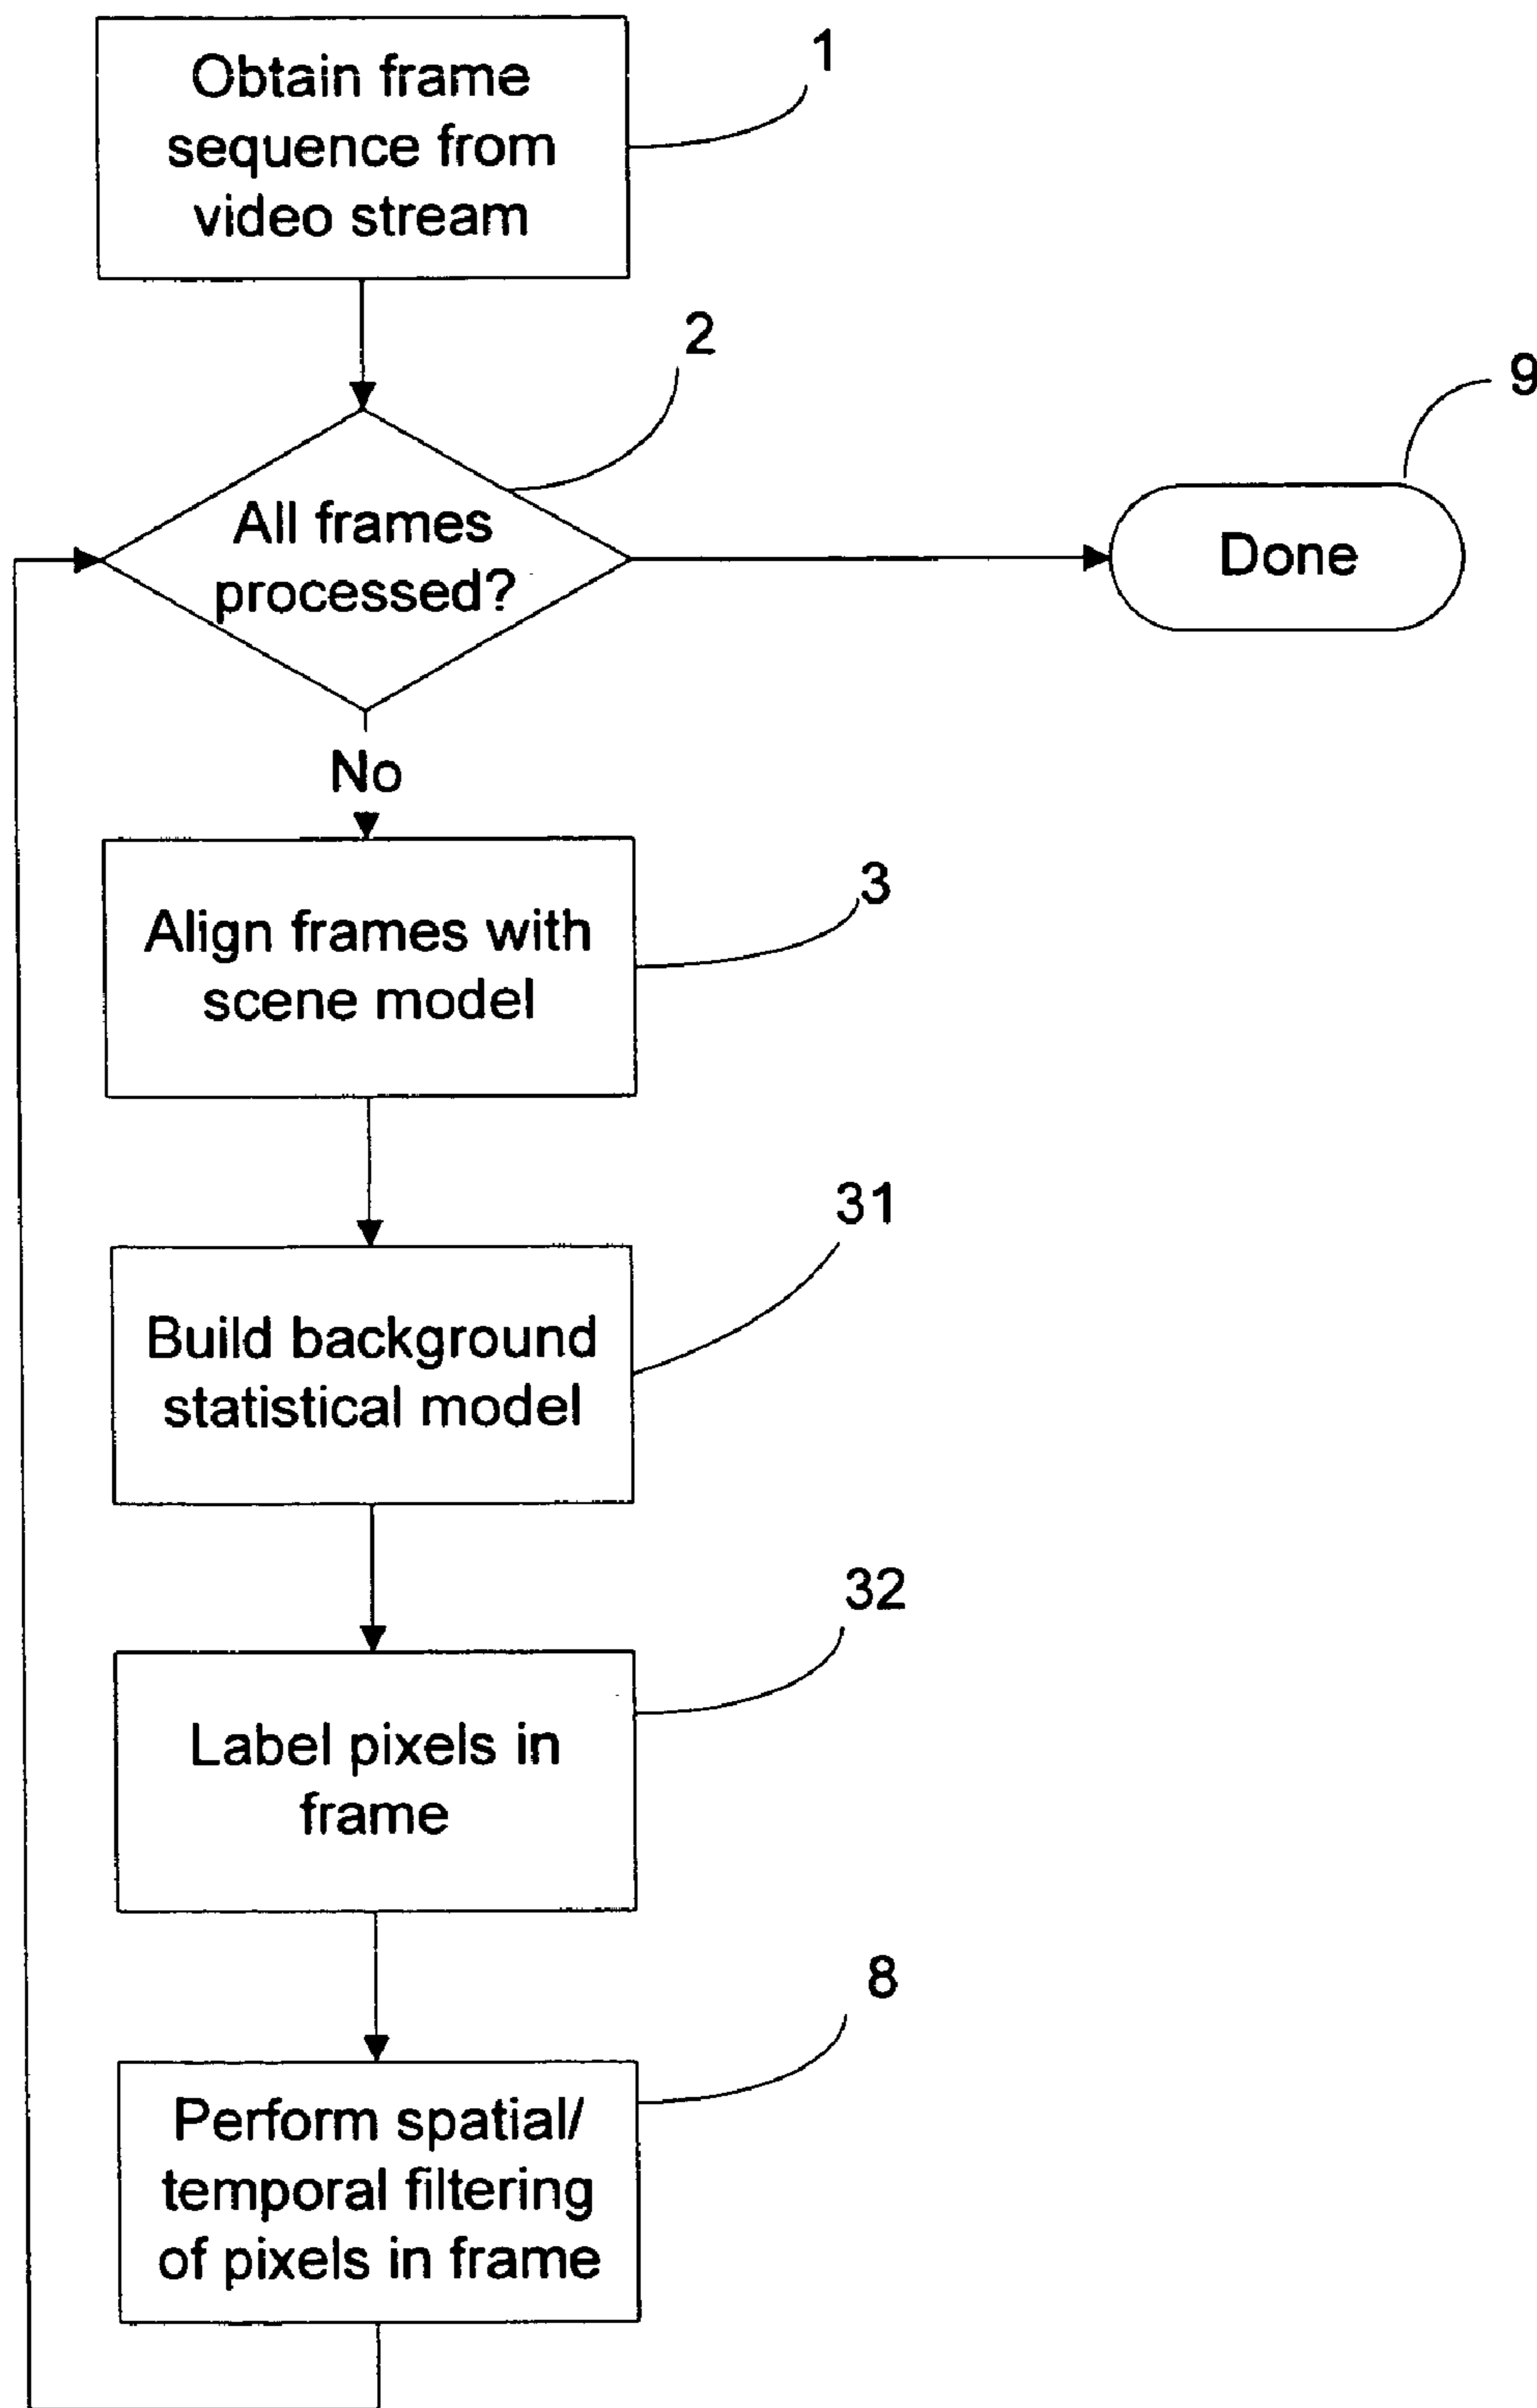 Obtain frame
sequence from
video stream
1
2
All frames
processed?
9
Done
No
3
Align frames with
scene model
31
Build background
statistical model
32
Label pixels in
frame
8
Perform spatial/
temporal filtering
of pixels in frame